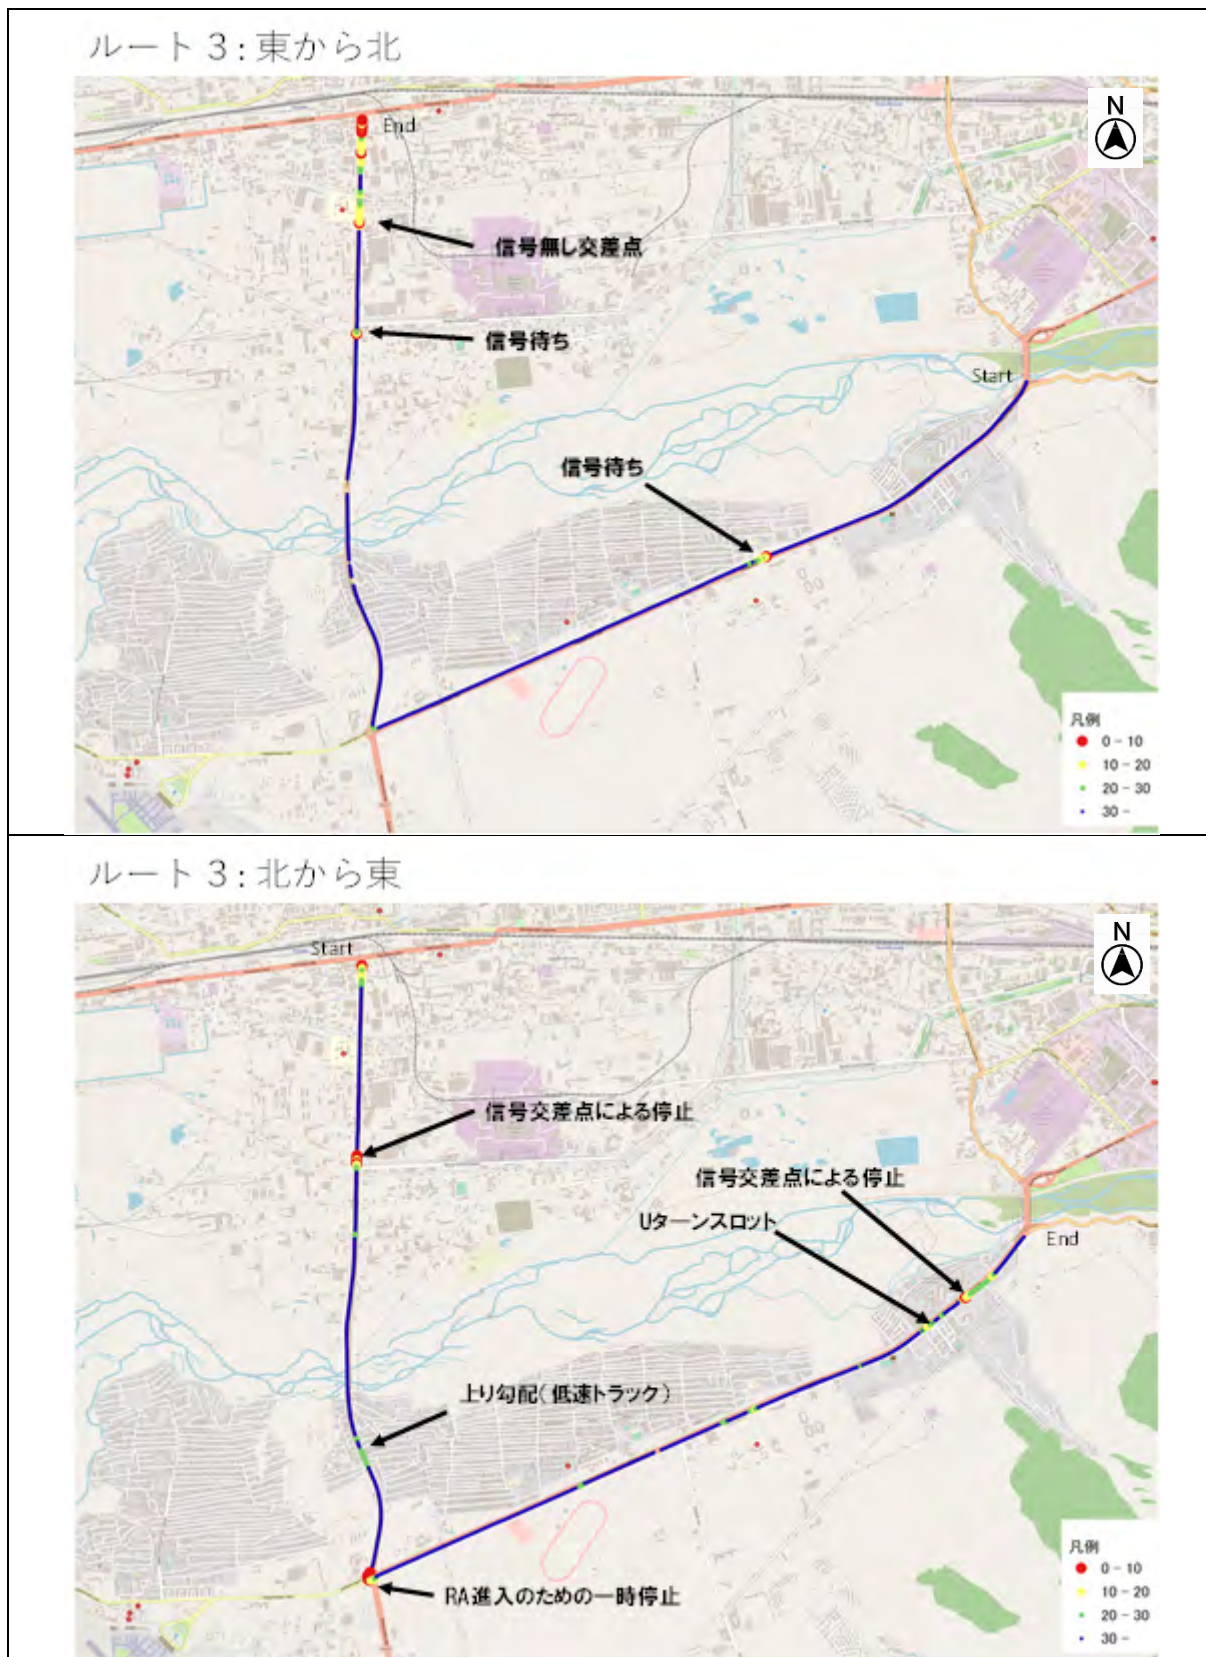 ルート 3 : 東から北
N
End
信号無し交差点
信号待ち
Start
信号待ち
凡例
0 - 10
10 - 20
20 - 30
30 -
ルート 3 : 北から東
N
Start
信号交差点による停止
信号交差点による停止
Uターンスロット
End
上り勾配(低速トラック)
RA進入のための一時停止
凡例
0 - 10
10 - 20
20 - 30
30 -